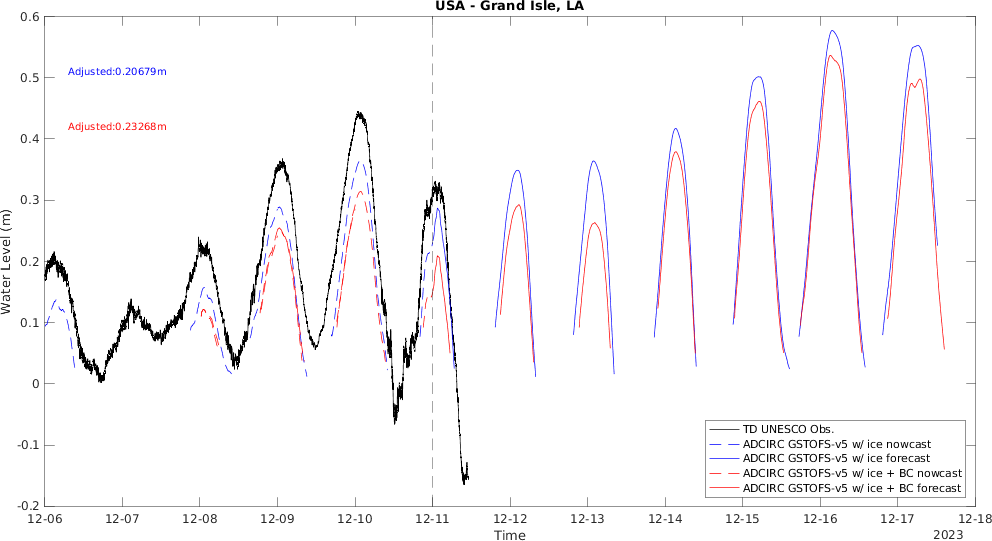 USA - Grand Isle, LA
0.6
0.5
0.4
0.3
0.2
0.1
0
-0.1
-0.2
Water Level (m)
Adjusted:0.20679m
Adjusted:0.23268m
TD UNESCO Obs.
ADCIRC GSTOFS-v5 w/ ice nowcast
ADCIRC GSTOFS-v5 w/ ice forecast
ADCIRC GSTOFS-v5 w/ ice + BC nowcast
ADCIRC GSTOFS-v5 w/ ice + BC forecast
12-06 12-07 12-08 12-09 12-10 12-11 12-12 12-13 12-14 12-15 12-16 12-17 12-18
Time
2023